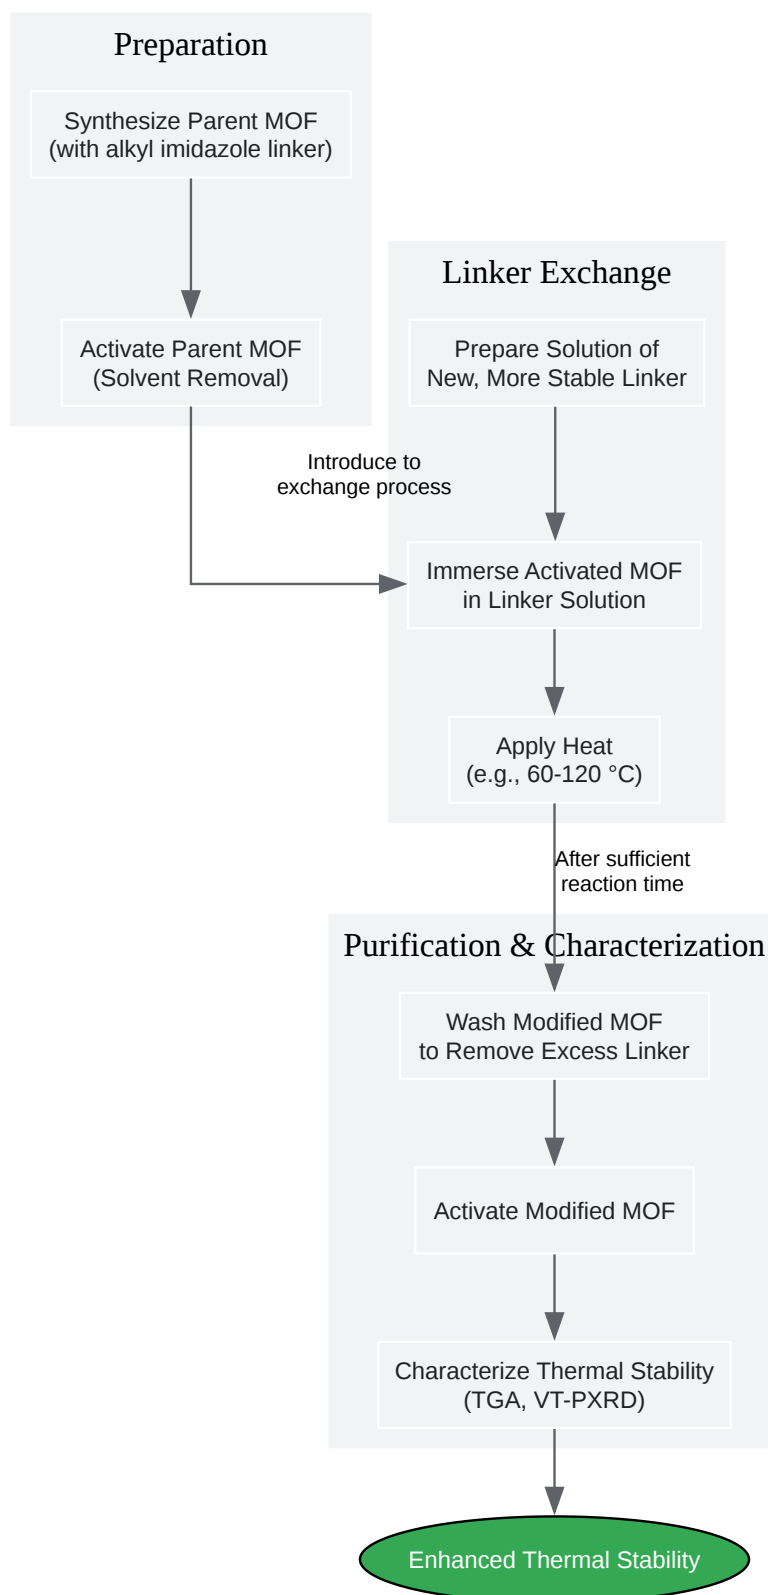 Preparation
Synthesize Parent MOF
(with alkyl imidazole linker)
Activate Parent MOF
(Solvent Removal)
Linker Exchange
Prepare Solution of
New, More Stable Linker
Introduce to
exchange process
Immerse Activated MOF
in Linker Solution
Apply Heat
(e.g., 60-120 °C)
After sufficient
reaction time
Purification & Characterization
Wash Modified MOF
to Remove Excess Linker
Activate Modified MOF
Characterize Thermal Stability
(TGA, VT-PXRD)
Enhanced Thermal Stability